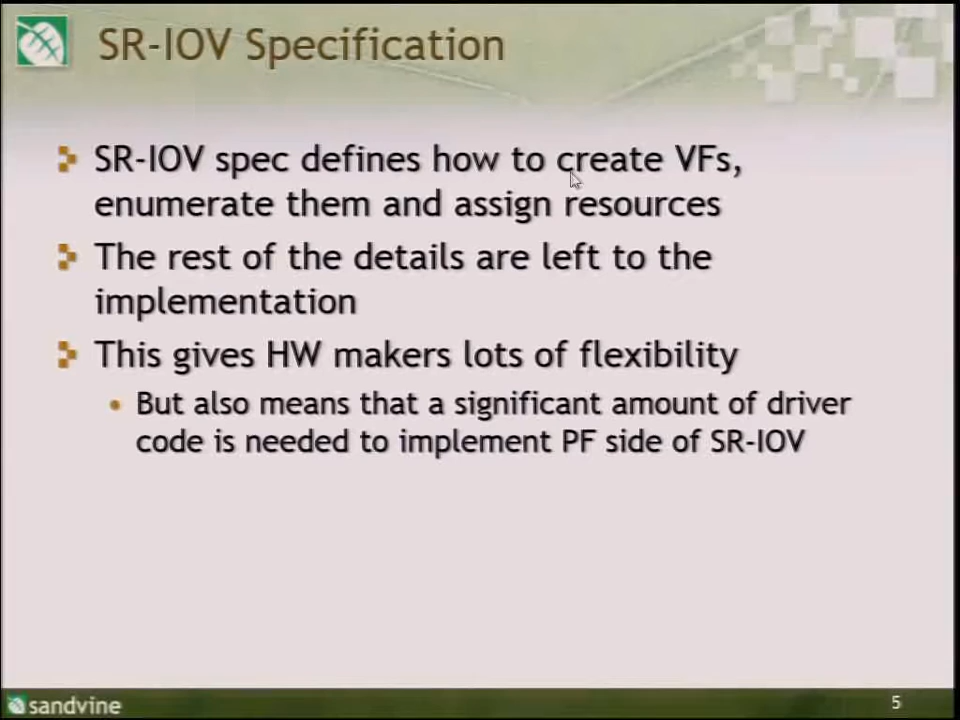 SR-IOV Specification
SR-IOV spec defines how to create VFs,
enumerate them and assign resources
The rest of the details are left to the
implementation
This gives HW makers lots of flexibility
But also means that a significant amount of driver
code is needed to implement PF side of SR-IOV
sandvine
5